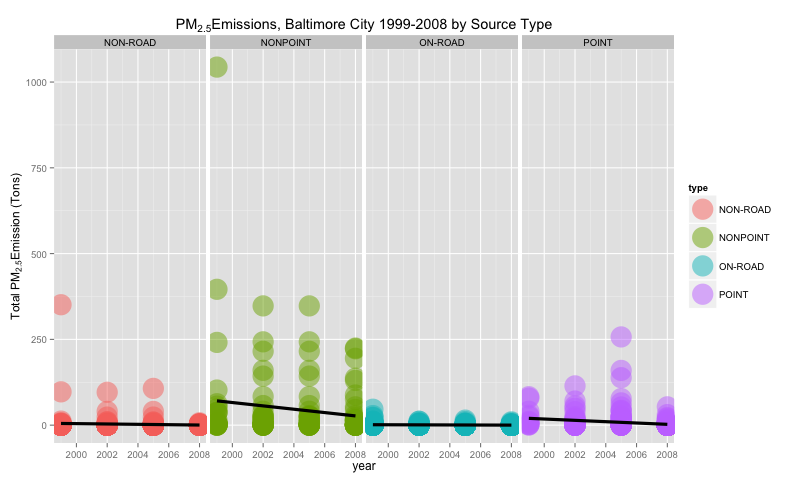 PM2.5Emissions, Baltimore City 1999-2008 by Source Type
NON-ROAD NONPOINT ON-ROAD POINT
Total PM2.5Emission (Tons)
1000
750
500
250
0
2000 2002 2004 2006 2008 2000 2002 2004 2006 2008 2000 2002 2004 2006 2008 2000 2002 2004 2006 2008
year
type
NON-ROAD
NONPOINT
ON-ROAD
POINT